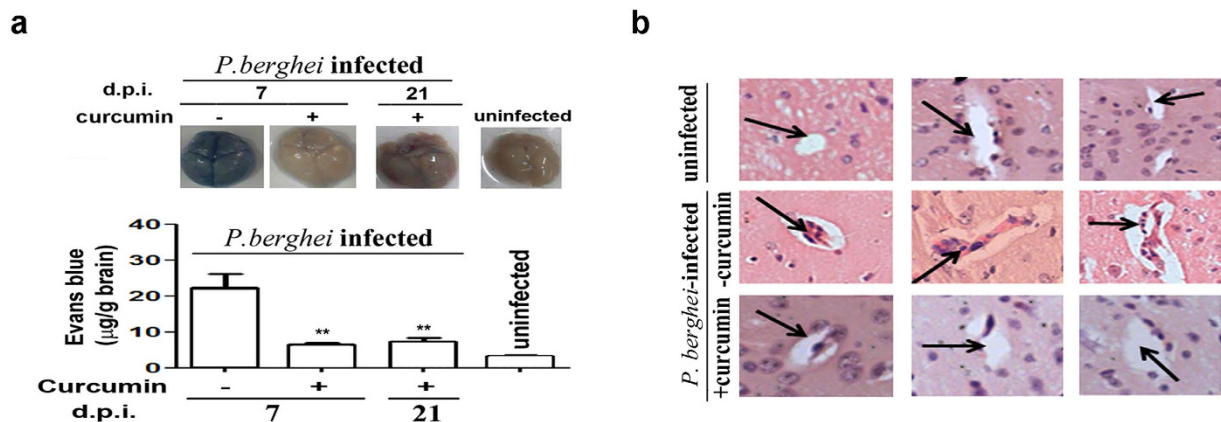 a
P.berghei infected
d.p.i. 7 21
curcumin - + + uninfected
40
30
20
10
0
Evans blue
(μg/g brain)
P.berghei infected
** **
uninfected
Curcumin - + +
d.p.i. 7 21
b
uninfected
P. berghei-infected
-curcumin
+curcumin